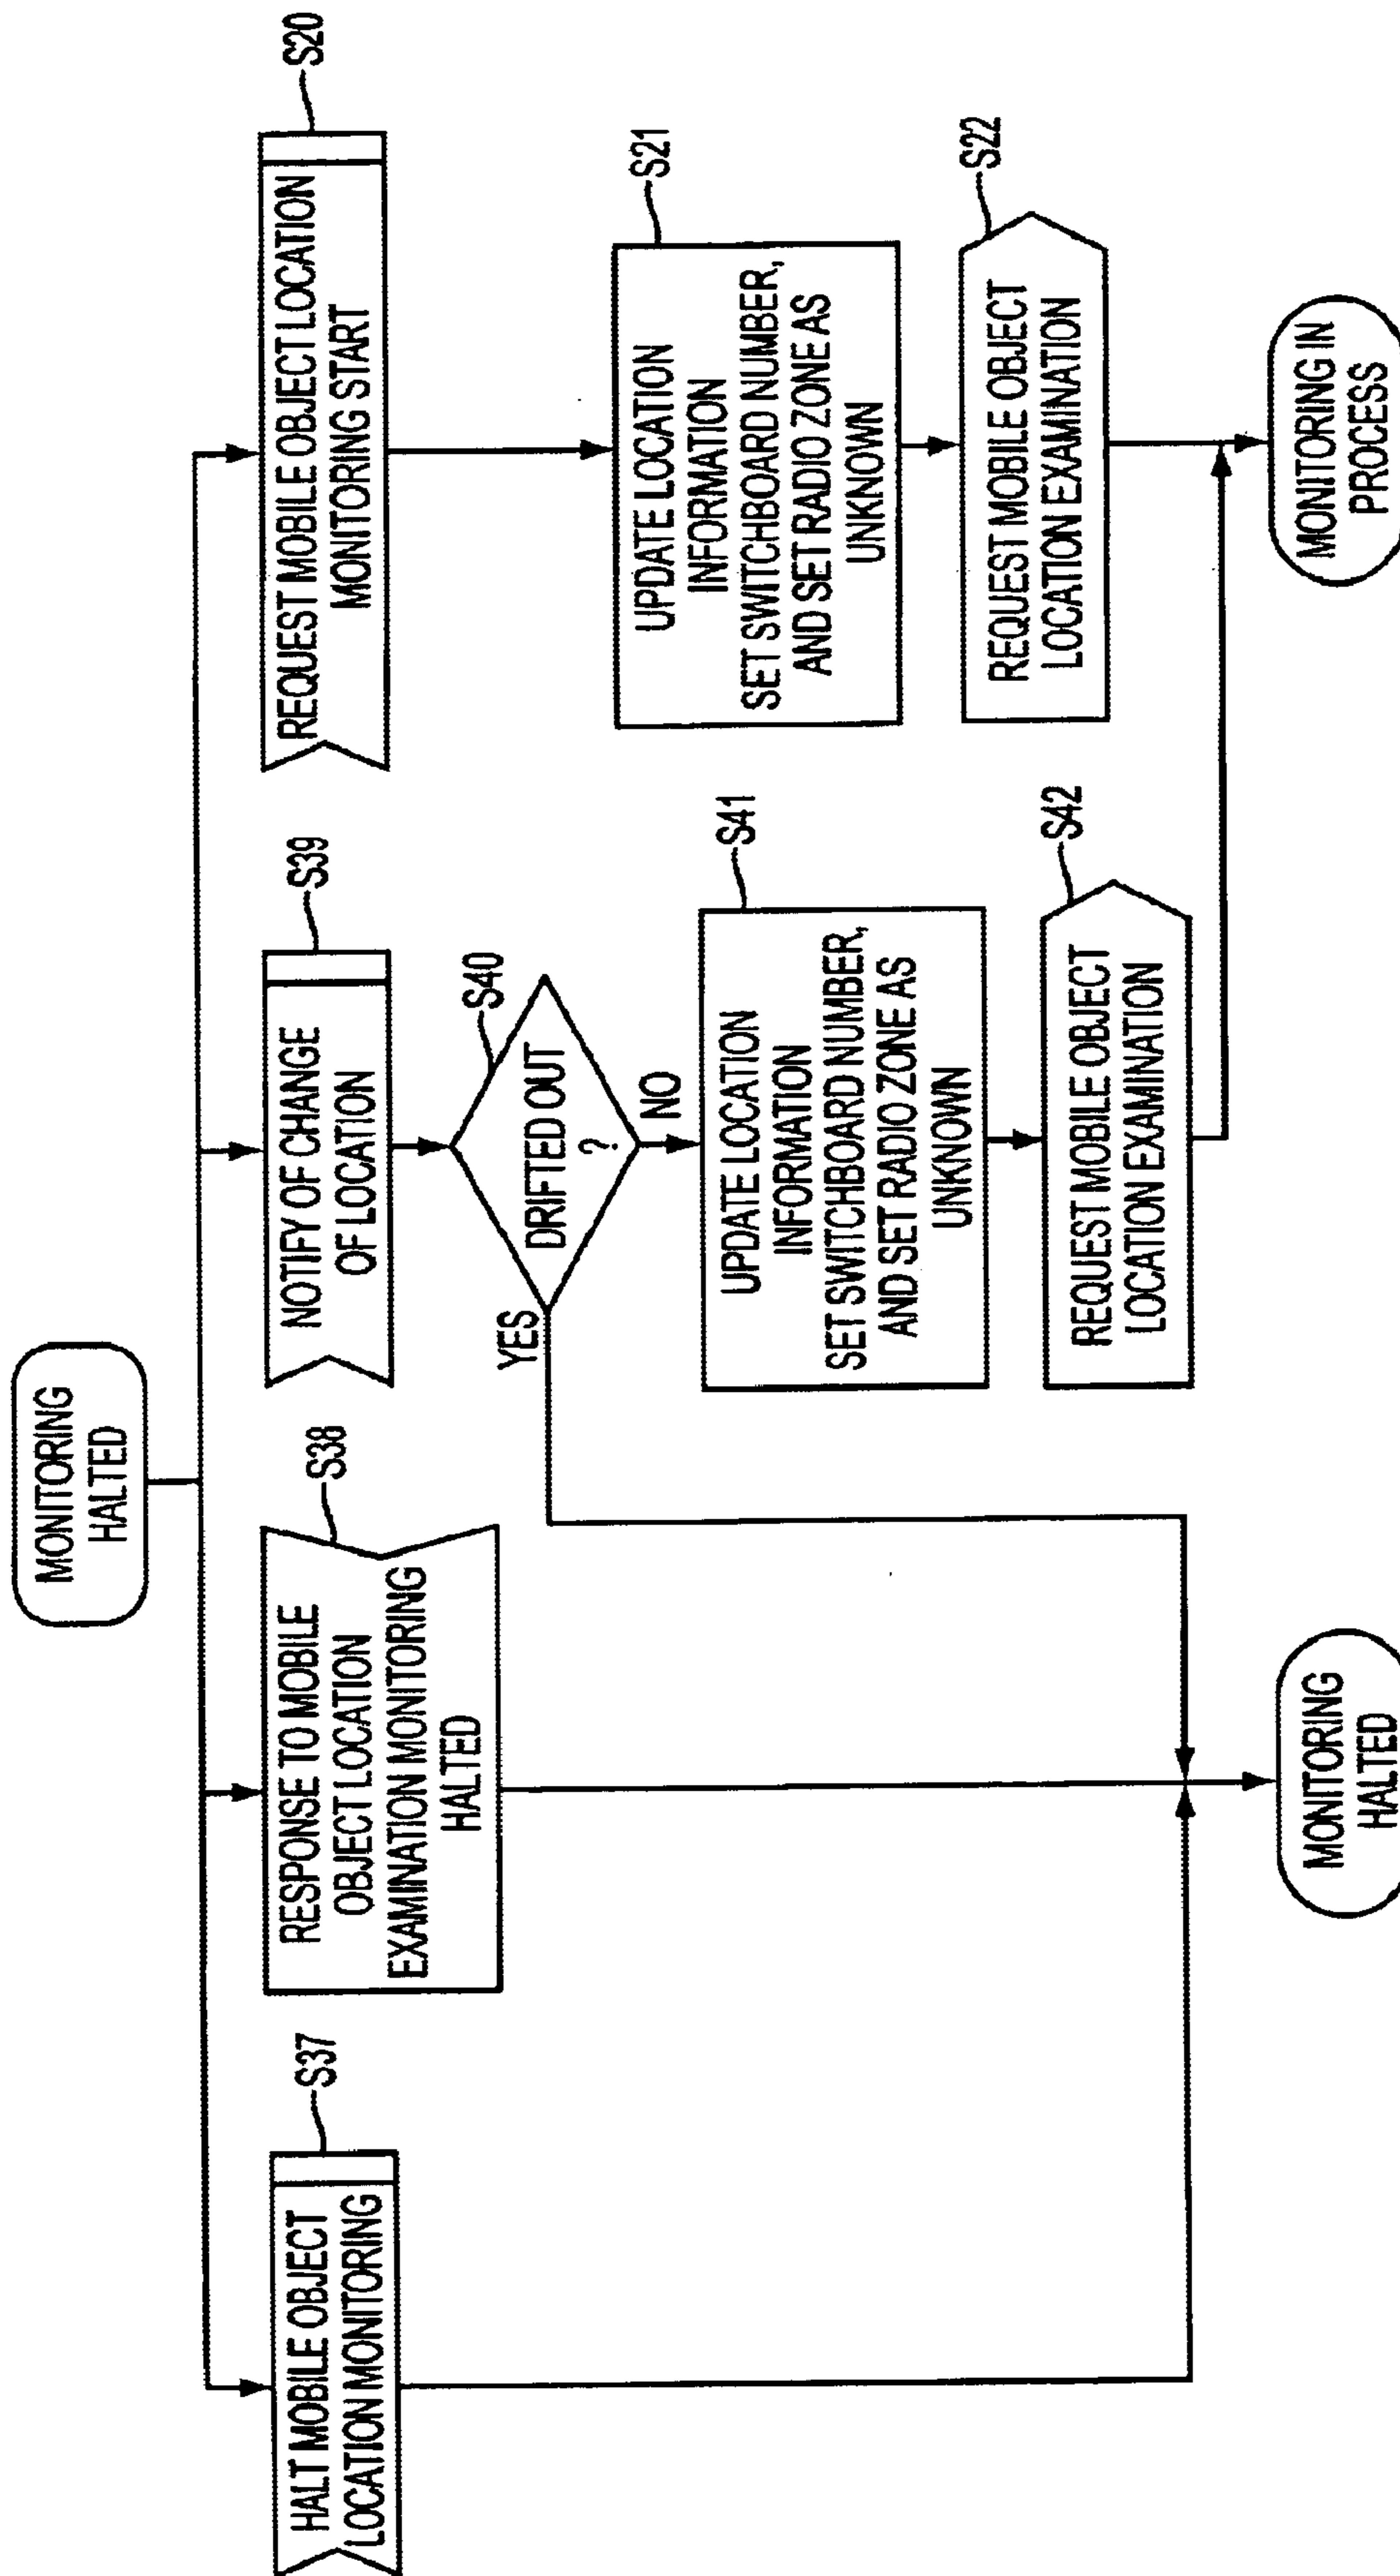 MONITORING
HALTED
HALT MOBILE OBJECT
LOCATION MONITORING
S37
RESPONSE TO MOBILE
OBJECT LOCATION
EXAMINATION MONITORING
HALTED
S38
NOTIFY OF CHANGE
OF LOCATION
S39
REQUEST MOBILE OBJECT LOCATION
MONITORING START
S20
DRIFTED OUT
?
S40
YES
NO
UPDATE LOCATION
INFORMATION
SET SWITCHBOARD NUMBER,
AND SET RADIO ZONE AS
UNKNOWN
S41
UPDATE LOCATION
INFORMATION
SET SWITCHBOARD NUMBER,
AND SET RADIO ZONE AS
UNKNOWN
S21
REQUEST MOBILE OBJECT
LOCATION EXAMINATION
S42
REQUEST MOBILE OBJECT
LOCATION EXAMINATION
S22
MONITORING
HALTED
MONITORING IN
PROCESS